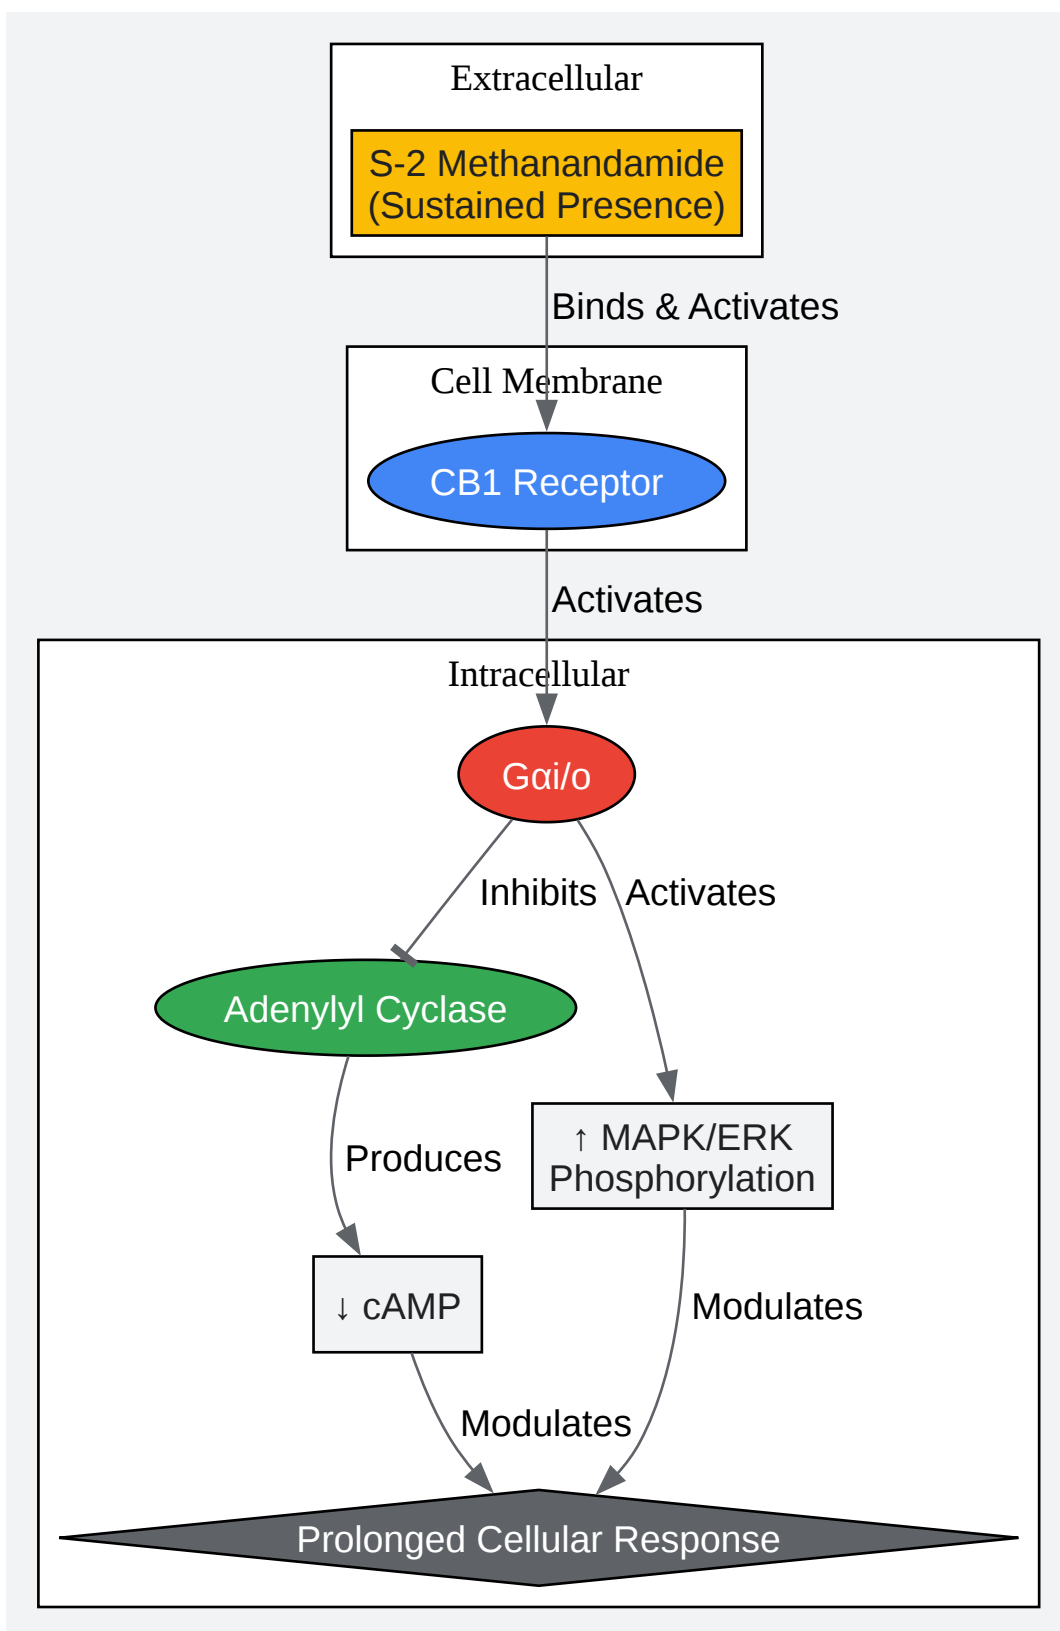 Extracellular
S-2 Methanandamide
(Sustained Presence)
Binds & Activates
Cell Membrane
CB1 Receptor
Activates
Intracellular
Gαi/o
Inhibits
Activates
Adenylyl Cyclase
Produces
↑ MAPK/ERK
Phosphorylation
↓ cAMP
Modulates
Modulates
Prolonged Cellular Response